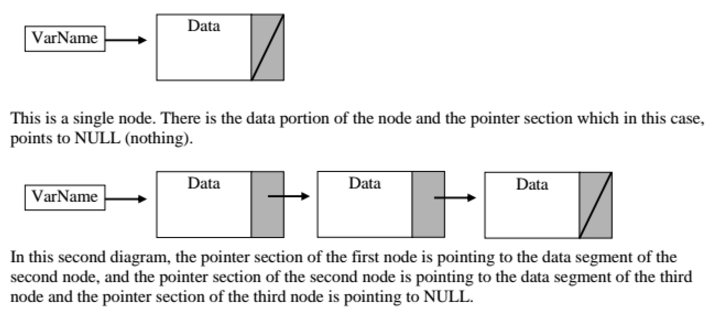 Data
VarName
This is a single node. There is the data portion of the node and the pointer section which in this case,
points to NULL (nothing).
Data Data Data
VarName
In this second diagram, the pointer section of the first node is pointing to the data segment of the
second node, and the pointer section of the second node is pointing to the data segment of the third
node and the pointer section of the third node is pointing to NULL.